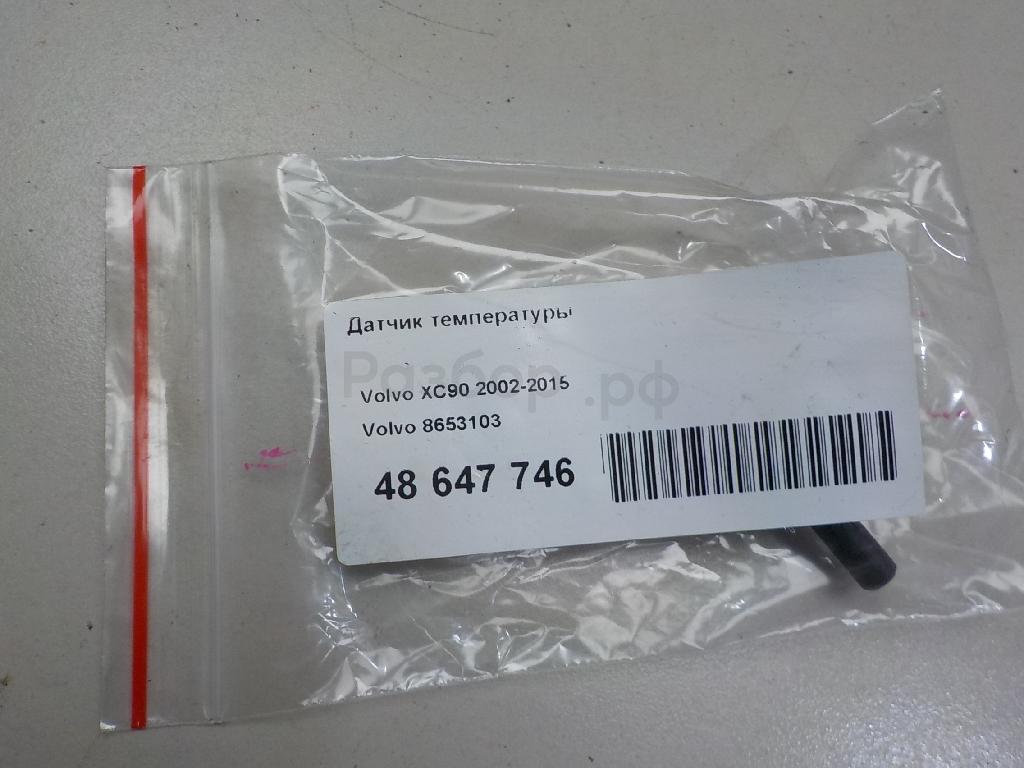 Датчик температуры
Разбор.рф
Volvo XC90 2002-2015
Volvo 8653103
48 647 746